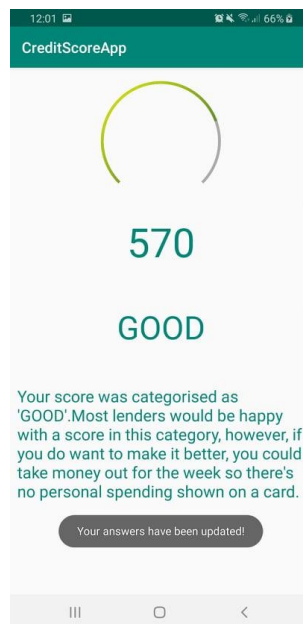 12:01 66%
CreditScoreApp
570
GOOD
Your score was categorised as
'GOOD'.Most lenders would be happy
with a score in this category, however, if
you do want to make it better, you could
take money out for the week so there's
no personal spending shown on a card.
Your answers have been updated!